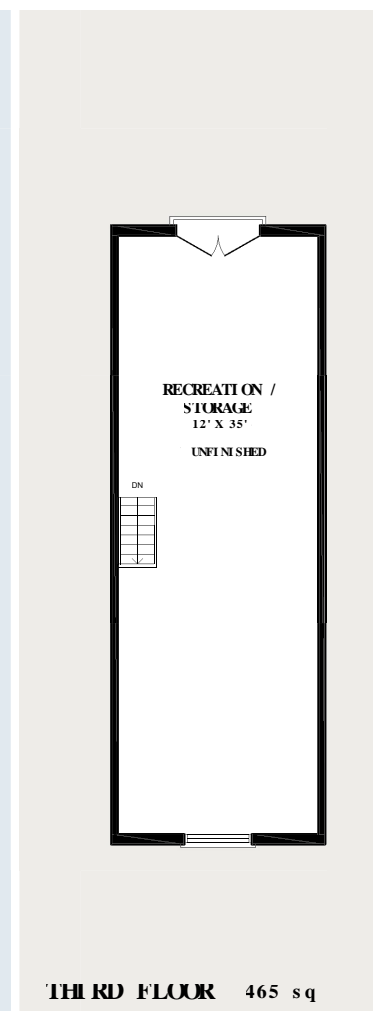 RECREATION /
STORAGE
12' X 35'
UNFINISHED
DN
THIRD FLOOR 465 sq